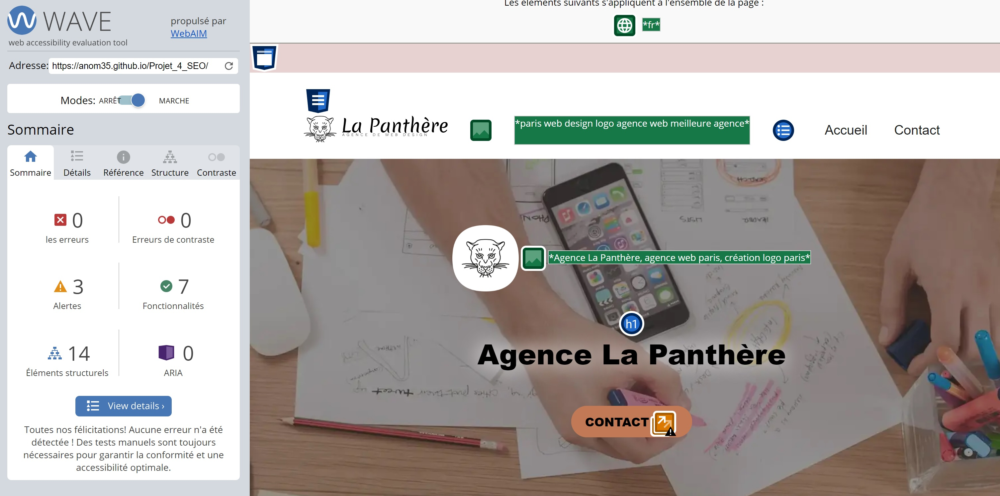 WAVE
web accessibility evaluation tool
propulsé par
WebAIM
Adresse: https://anom35.github.io/Projet_4_SEO/
Modes: ARRÊT MARCHE
Sommaire
Sommaire Détails Référence Structure Contraste
0 0
les erreurs Erreurs de contraste
3 7
Alertes Fonctionnalités
14 0
Éléments structurels ARIA
View details ›
Toutes nos félicitations! Aucune erreur n'a été
détectée ! Des tests manuels sont toujours
nécessaires pour garantir la conformité et une
accessibilité optimale.
Les éléments suivants s'appliquent à l'ensemble de la page :
*fr*
La Panthère
AGENCE DE WEB DESIGN
*paris web design logo agence web meilleure agence*
Accueil Contact
*Agence La Panthère, agence web paris, création logo paris*
h1
Agence La Panthère
CONTACT
LISTS
HEADER
tweet